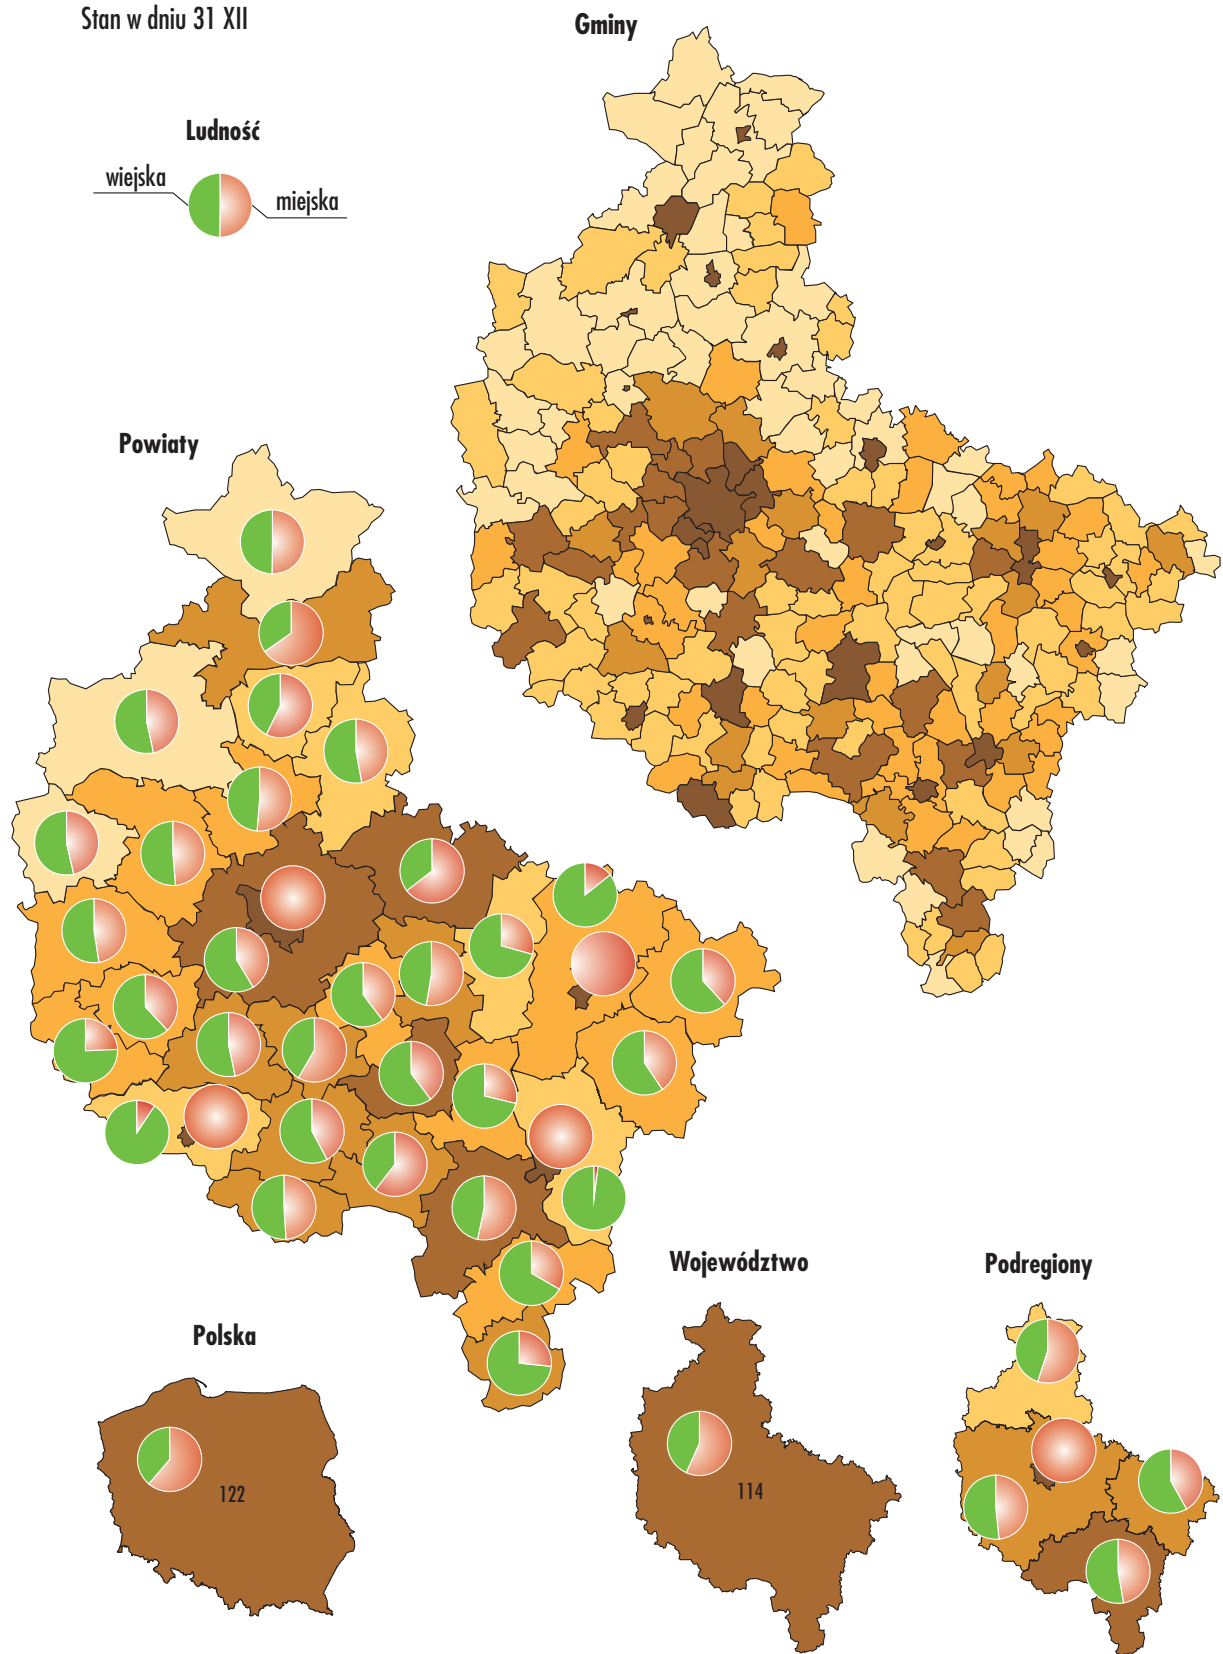 Stan w dniu 31 XII
Gminy
Ludność
wiejska
miejska
Powiaty
Województwo
Podregiony
Polska
122
114